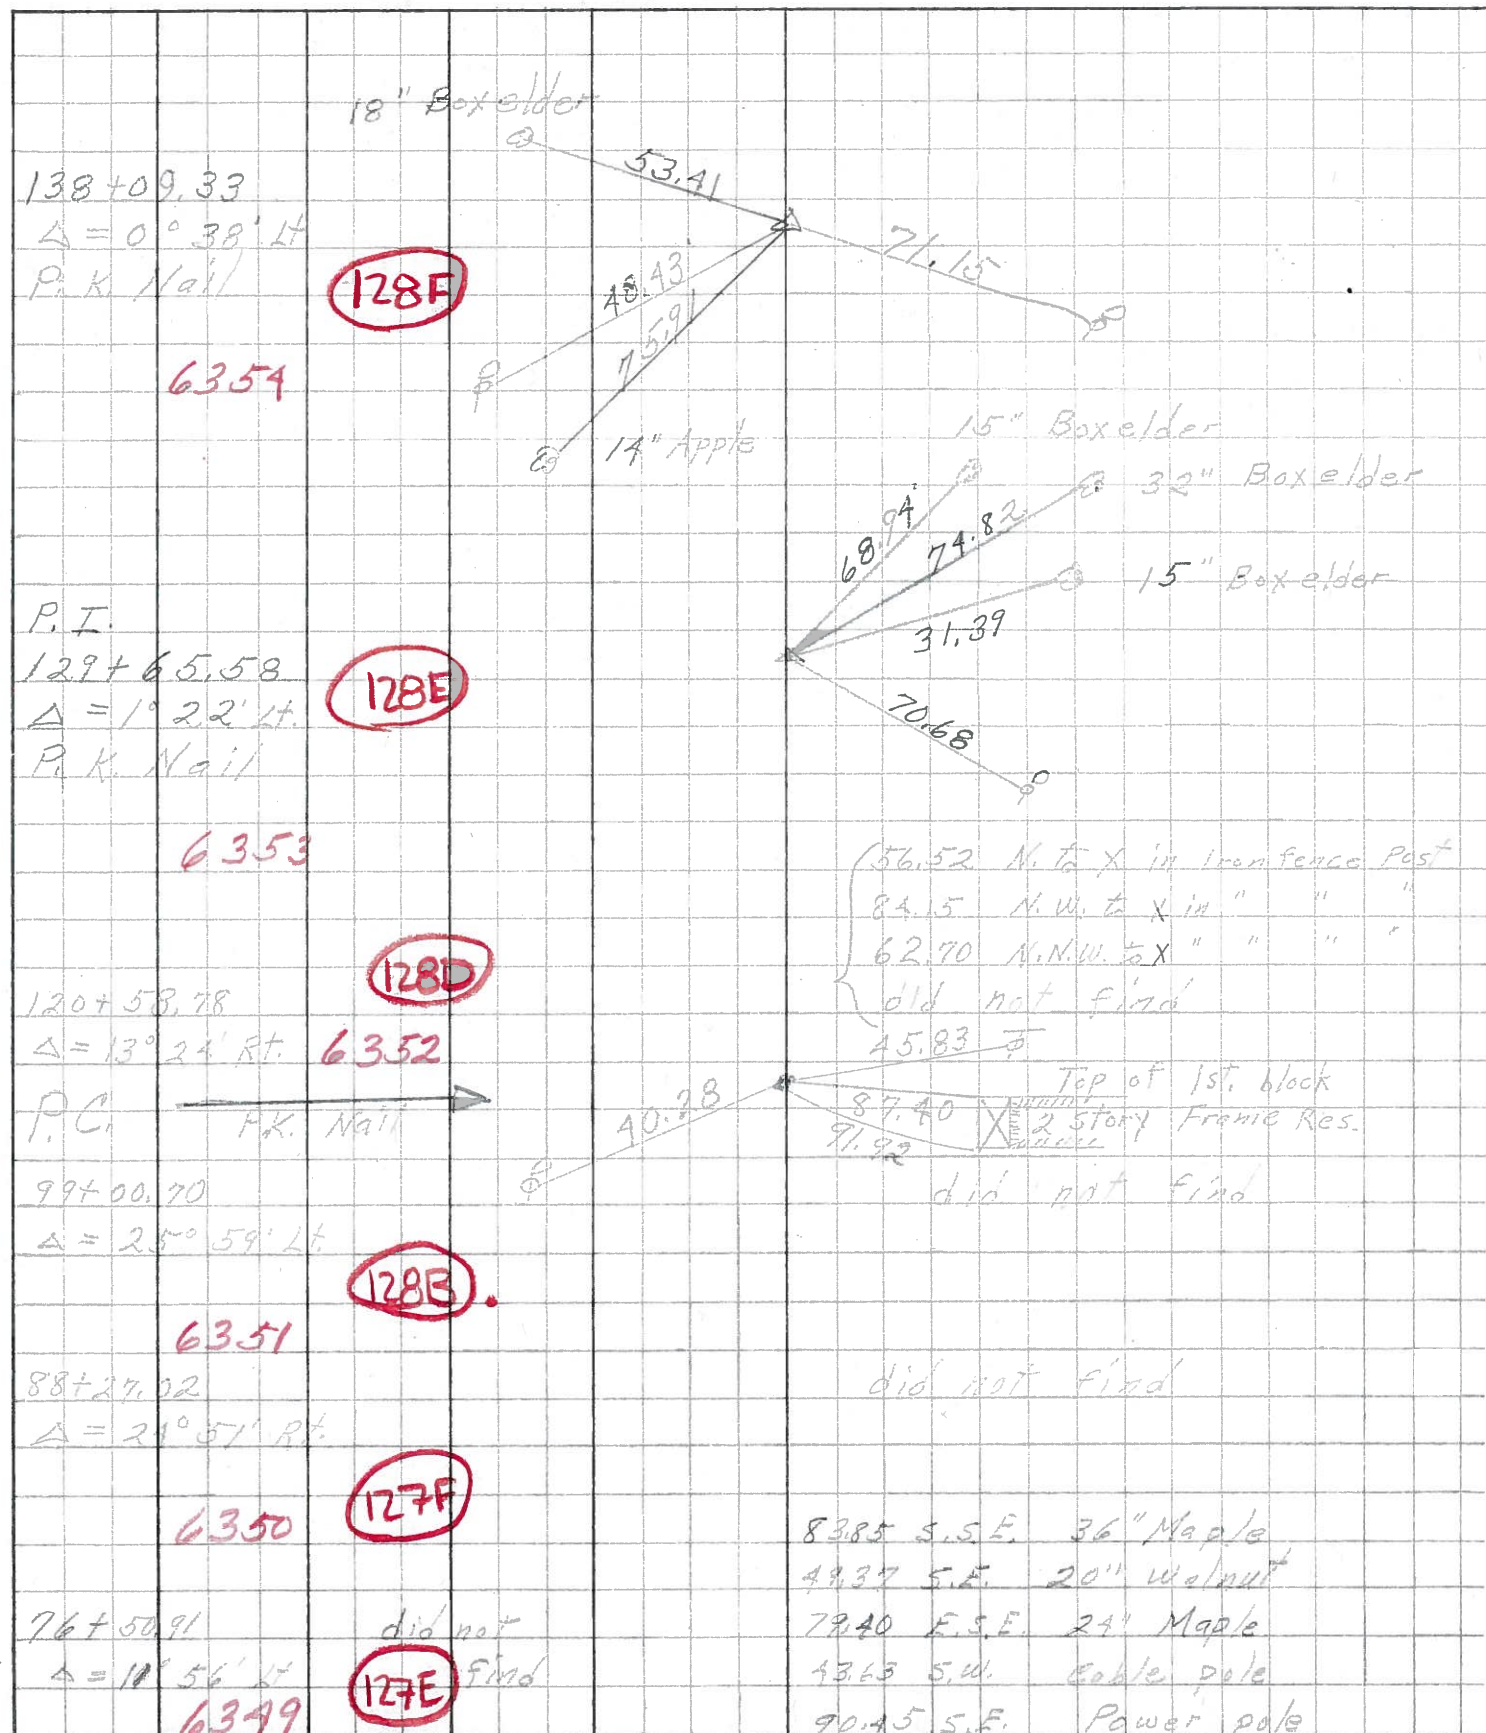 18" Boxelder
53.41
138+09.33
Δ = 0° 38' Lt
P.K. Nail
128F
71.15
48.43
75.91
6354
14" Apple
15" Boxelder
32" Boxelder
68.94
74.82
15" Boxelder
31.39
P.I.
129+65.58
Δ = 1° 22' Lt.
P.K. Nail
128E
70.68
6353
56.52 N. to X in Iron fence Post
84.15 N.W. to X in " " "
62.70 N.N.W. to X " " " "
did not find
128D
120+58.78
Δ = 13° 24' Rt.
6352
45.83
Top of 1st. block
P.C.
P.K. Nail
40.28
87.40
X 2 Story Frame Res.
91.92
99+00.70
did not find
Δ = 25° 59' Lt.
128B.
6351
88+27.02
did not find
Δ = 21° 51' Rt.
127F
6350
83.85 S.S.E. 36" Maple
49.37 S.E. 20" Walnut
76+50.91
did not find
79.40 E.S.E. 24" Maple
Δ = 11° 56' Lt
127E
43.63 S.W. Cable pole
6349
90.45 S.E. Power pole